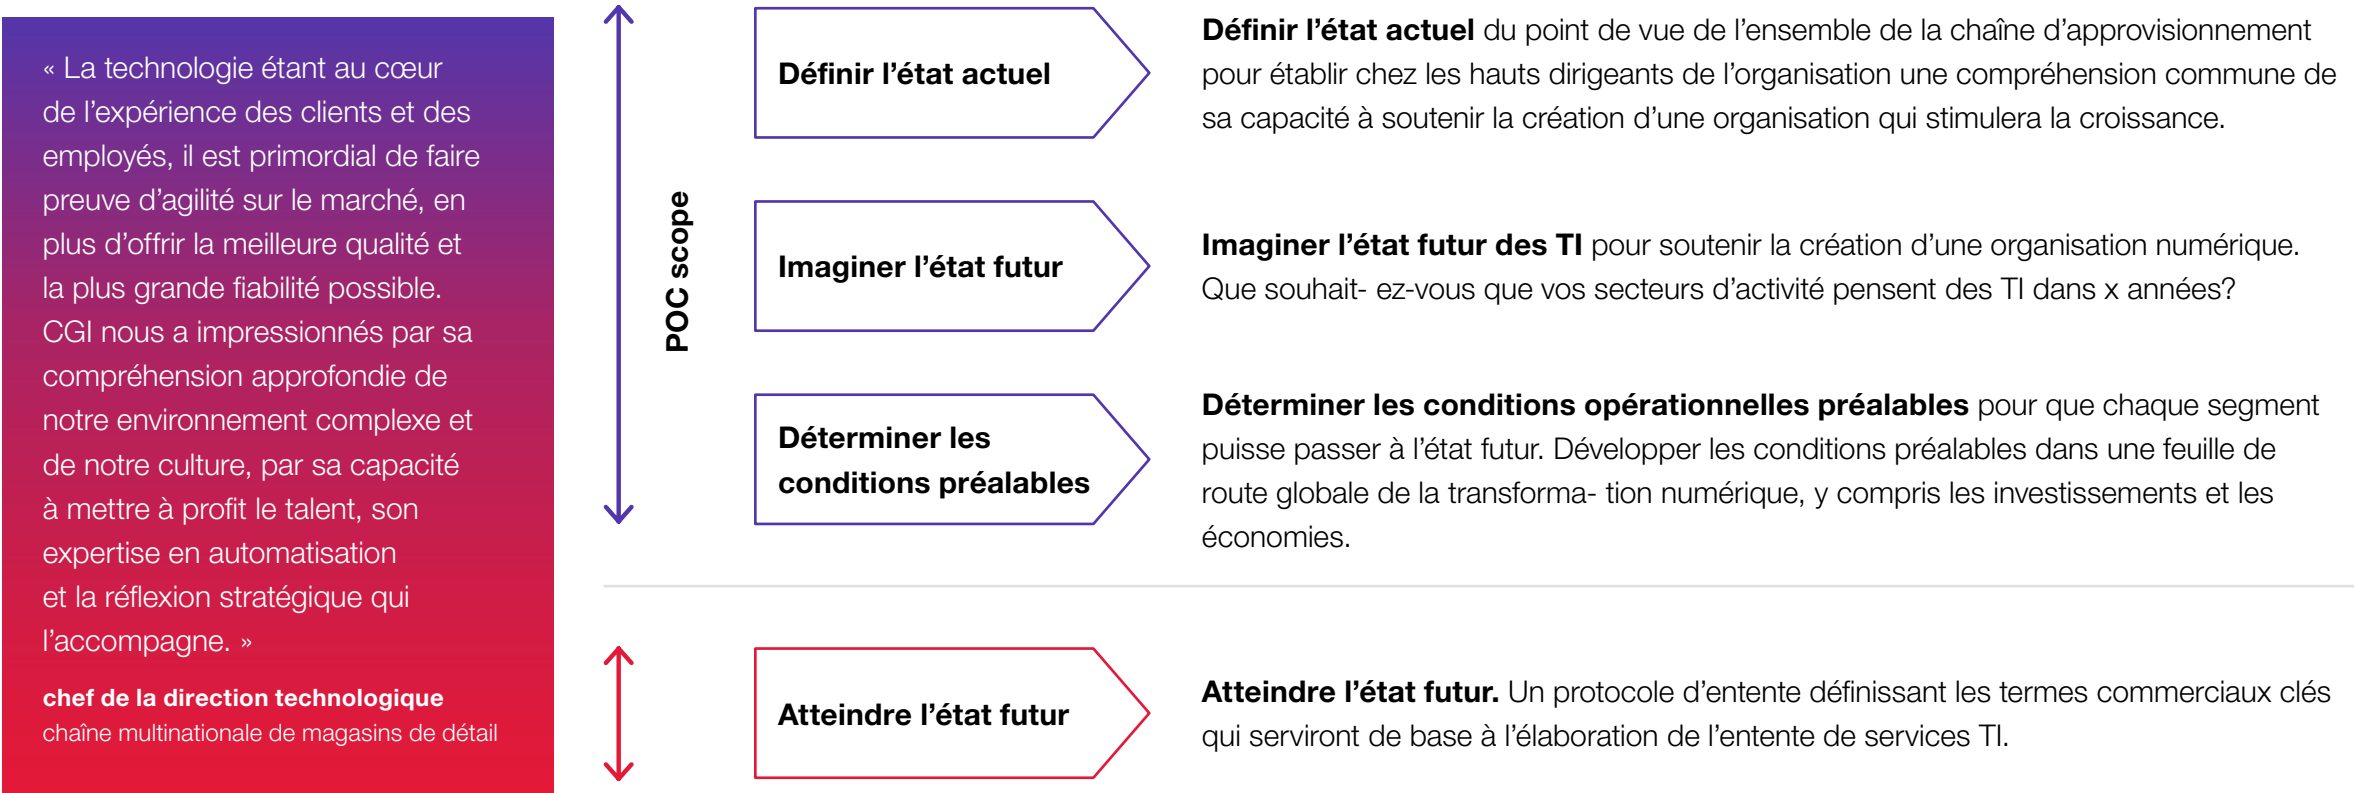 « La technologie étant au cœur
de l’expérience des clients et des
employés, il est primordial de faire
preuve d’agilité sur le marché, en
plus d’offrir la meilleure qualité et
la plus grande fiabilité possible.
CGI nous a impressionnés par sa
compréhension approfondie de
notre environnement complexe et
de notre culture, par sa capacité
à mettre à profit le talent, son
expertise en automatisation
et la réflexion stratégique qui
l’accompagne. »
chef de la direction technologique
chaîne multinationale de magasins de détail
POC scope
Définir l’état actuel
Définir l’état actuel du point de vue de l’ensemble de la chaîne d’approvisionnement
pour établir chez les hauts dirigeants de l’organisation une compréhension commune de
sa capacité à soutenir la création d’une organisation qui stimulera la croissance.
Imaginer l’état futur
Imaginer l’état futur des TI pour soutenir la création d’une organisation numérique.
Que souhait- ez-vous que vos secteurs d’activité pensent des TI dans x années?
Déterminer les
conditions préalables
Déterminer les conditions opérationnelles préalables pour que chaque segment
puisse passer à l’état futur. Développer les conditions préalables dans une feuille de
route globale de la transforma- tion numérique, y compris les investissements et les
économies.
Atteindre l’état futur
Atteindre l’état futur. Un protocole d’entente définissant les termes commerciaux clés
qui serviront de base à l’élaboration de l’entente de services TI.